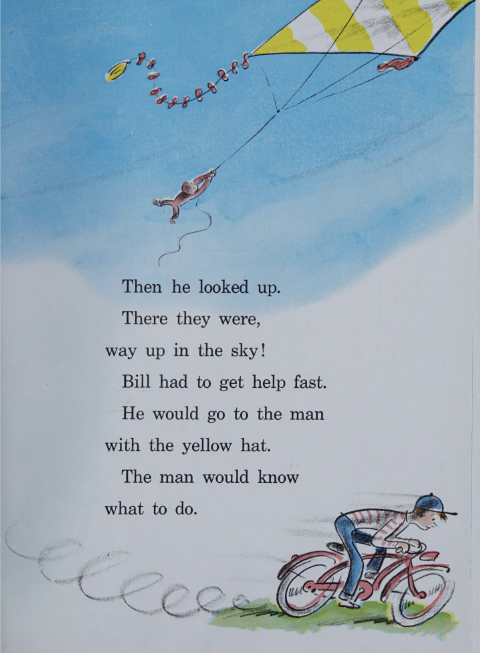 Then he looked up.
There they were,
way up in the sky!
Bill had to get help fast.
He would go to the man
with the yellow hat.
The man would know
what to do.